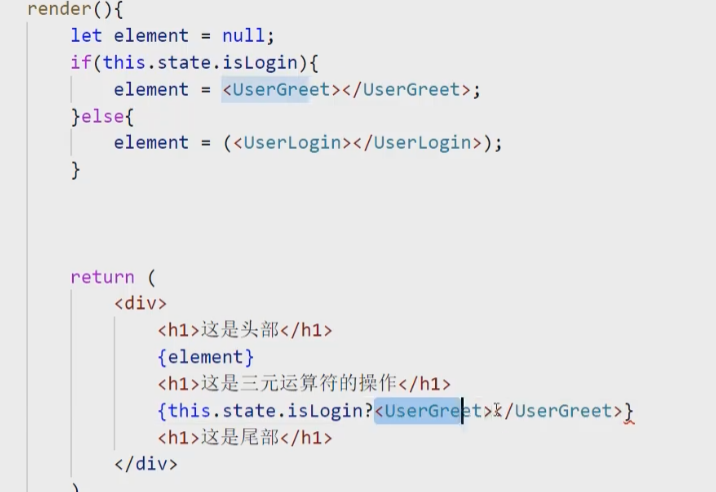 render(){
let element = null;
if(this.state.isLogin){
element = <UserGreet></UserGreet>;
}else{
element = (<UserLogin></UserLogin>);
}
return (
<div>
<h1>这是头部</h1>
{element}
<h1>这是三元运算符的操作</h1>
{this.state.isLogin?<UserGreet></UserGreet>}
<h1>这是尾部</h1>
</div>
)